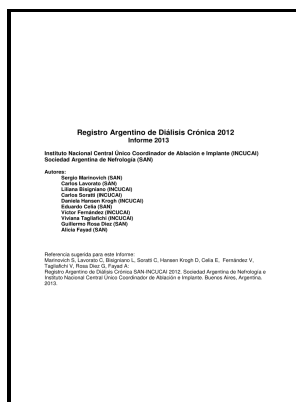 Registro Argentino de Diálisis Crónica 2012
Informe 2013
Instituto Nacional Central Único Coordinador de Ablación e Implante (INCUCAI)
Sociedad Argentina de Nefrología (SAN)
Autores:
Sergio Marinovich (SAN)
Carlos Lavorato (SAN)
Liliana Bisigniano (INCUCAI)
Carlos Soratti (INCUCAI)
Daniela Hansen Krogh (INCUCAI)
Eduardo Celia (SAN)
Víctor Fernández (INCUCAI)
Viviana Tagliafichi (INCUCAI)
Guillermo Rosa Diez (SAN)
Alicia Fayad (SAN)
Referencia sugerida para este Informe:
Marinovich S, Lavorato C, Bisigniano L, Soratti C, Hansen Krogh D, Celia E, Fernández V,
Tagliafichi V, Rosa Diez G, Fayad A:
Registro Argentino de Diálisis Crónica SAN-INCUCAI 2012. Sociedad Argentina de Nefrología e
Instituto Nacional Central Único Coordinador de Ablación e Implante. Buenos Aires, Argentina.
2013.